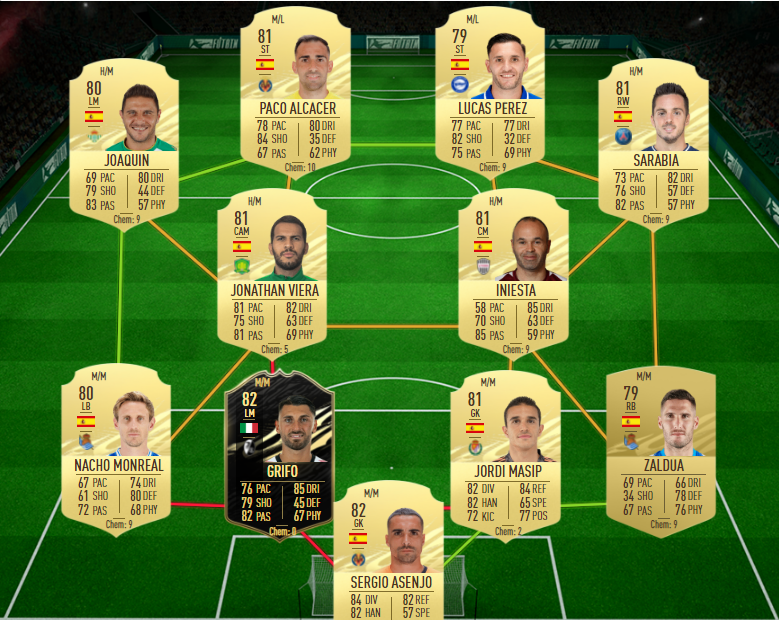 M/L
81
ST
PACO ALCACER
78 PAC 80 DRI
84 SHO 35 DEF
67 PAS 62 PHY
Chem: 10
M/L
79
ST
LUCAS PEREZ
77 PAC 77 DRI
82 SHO 32 DEF
75 PAS 69 PHY
Chem: 9
H/M
80
LM
JOAQUIN
69 PAC 80 DRI
79 SHO 44 DEF
83 PAS 57 PHY
Chem: 9
H/M
81
RW
SARABIA
73 PAC 82 DRI
76 SHO 57 DEF
82 PAS 57 PHY
Chem: 9
H/M
81
CAM
JONATHAN VIERA
81 PAC 82 DRI
75 SHO 63 DEF
81 PAS 69 PHY
Chem: 5
H/M
81
CM
INIESTA
58 PAC 85 DRI
70 SHO 63 DEF
85 PAS 59 PHY
Chem: 9
M/M
80
LB
NACHO MONREAL
67 PAC 74 DRI
61 SHO 80 DEF
72 PAS 68 PHY
Chem: 9
M/M
82
LM
GRIFO
76 PAC 85 DRI
79 SHO 45 DEF
82 PAS 67 PHY
M/M
81
GK
JORDI MASIP
82 DIV 84 REF
82 HAN 65 SPE
72 KIC 77 POS
Chem: 2
M/M
79
RB
ZALDUA
69 PAC 66 DRI
34 SHO 78 DEF
67 PAS 76 PHY
Chem: 9
M/M
82
GK
SERGIO ASENJO
84 DIV 82 REF
82 HAN 57 SPE